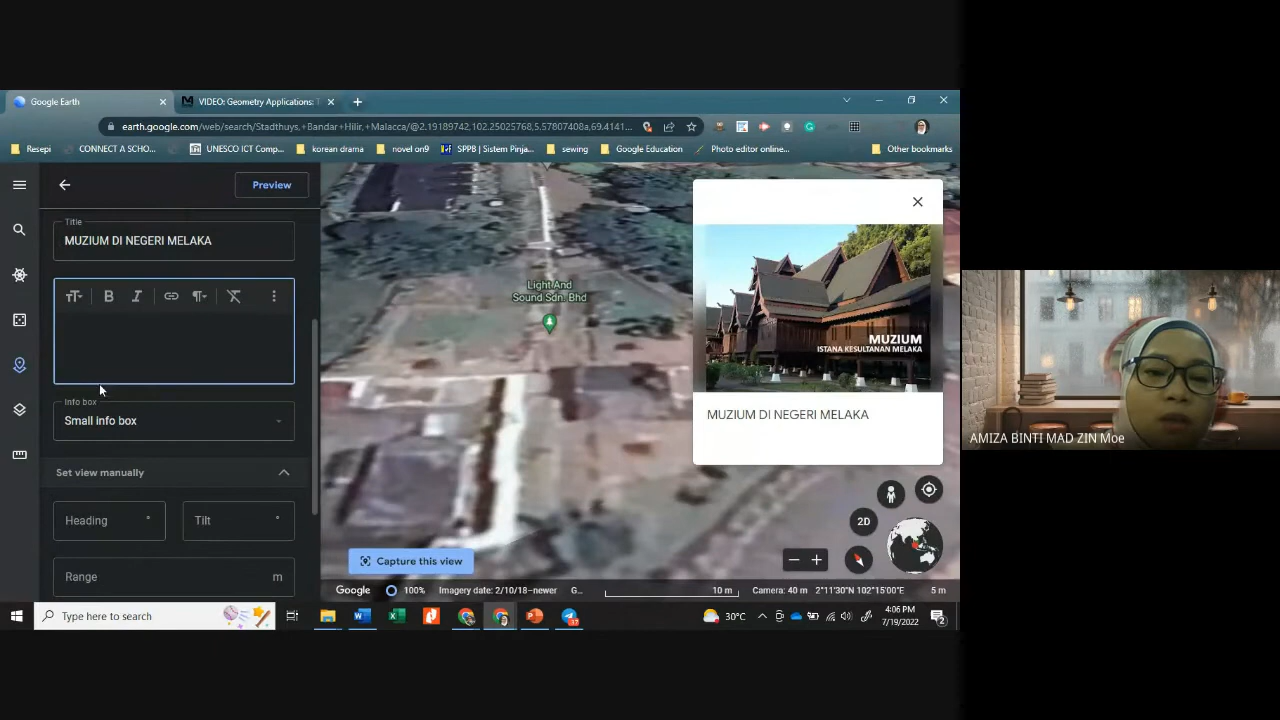 Google Earth
VIDEO: Geometry Applications: T
earth.google.com/web/search/Stadthuys,+Bandar+Hilir,+Malacca/@2.19189742,102.25025768,5.57807408a,69.4141...
Resepi
CONNECT A SCHO...
UNESCO ICT Comp...
korean drama
novel on9
SPPB | Sistem Pinja...
sewing
Google Education
Photo editor online...
Other bookmarks
Preview
Title
MUZIUM DI NEGERI MELAKA
Info box
Small info box
Set view manually
Heading °
Tilt °
Range m
Light And
Sound Sdn. Bhd
MUZIUM
ISTANA KESULTANAN MELAKA
MUZIUM DI NEGERI MELAKA
2D
Capture this view
Google
100%
Imagery date: 2/10/18-newer
G...
10 m
Camera: 40 m
2°11'30"N 102°15'00"E
5 m
Type here to search
30°C
4:06 PM
7/19/2022
2
AMIZA BINTI MAD ZIN Moe